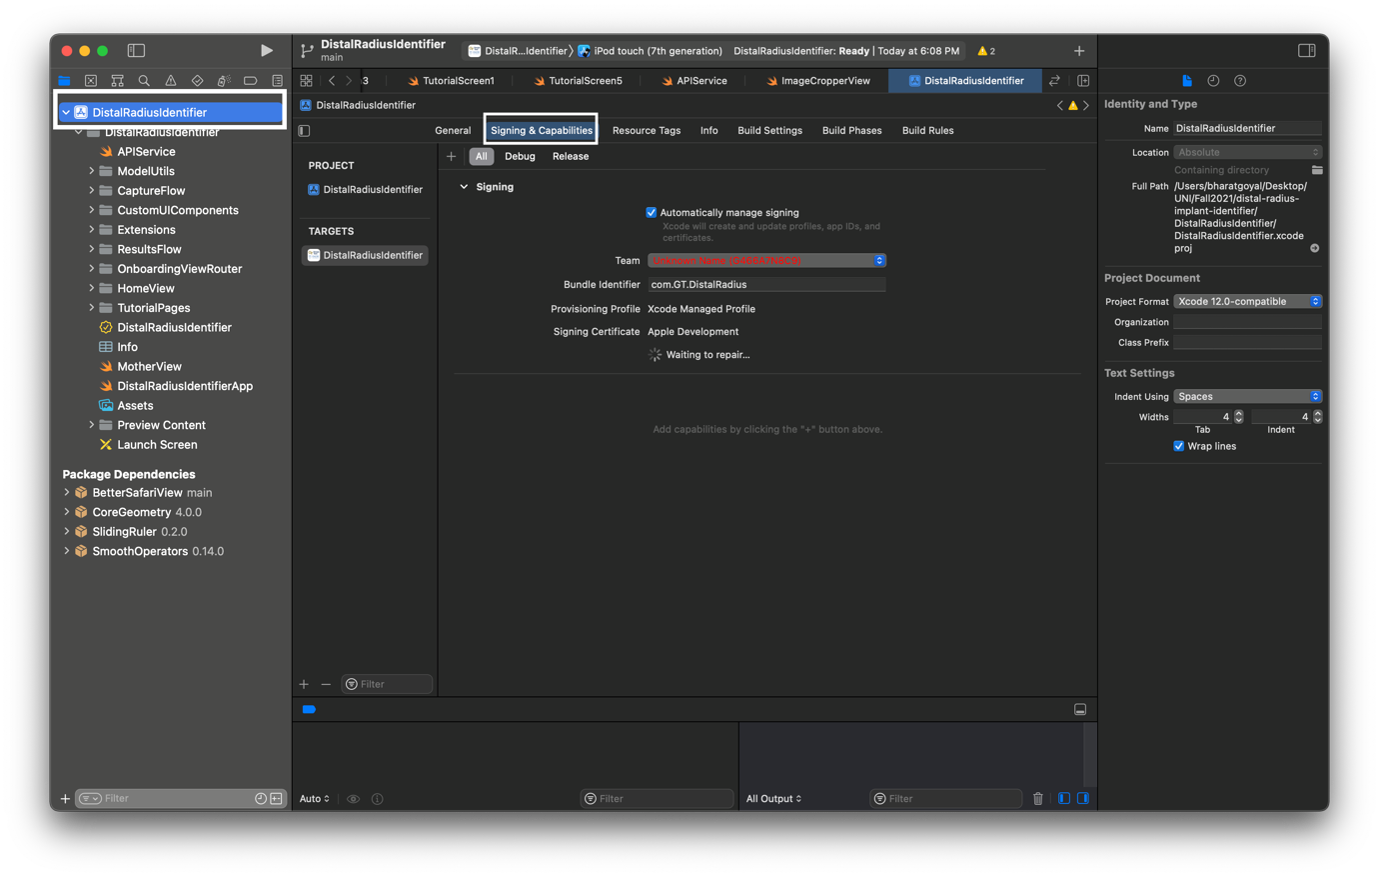 DistalRadiusIdentifier
main
DistalR...Identifier
iPod touch (7th generation)
DistalRadiusIdentifier: Ready | Today at 6:08 PM
2
3
TutorialScreen1
TutorialScreen5
APIService
ImageCropperView
DistalRadiusIdentifier
DistalRadiusIdentifier
DistalRadiusIdentifier
APIService
ModelUtils
CaptureFlow
CustomUIComponents
Extensions
ResultsFlow
OnboardingViewRouter
HomeView
TutorialPages
DistalRadiusIdentifier
Info
MotherView
DistalRadiusIdentifierApp
Assets
Preview Content
Launch Screen
Package Dependencies
BetterSafariView main
CoreGeometry 4.0.0
SlidingRuler 0.2.0
SmoothOperators 0.14.0
Filter
DistalRadiusIdentifier
General
Signing & Capabilities
Resource Tags
Info
Build Settings
Build Phases
Build Rules
PROJECT
DistalRadiusIdentifier
TARGETS
DistalRadiusIdentifier
Filter
All
Debug
Release
Signing
Automatically manage signing
Xcode will create and update profiles, app IDs, and
certificates.
Team
Unknown Name
Bundle Identifier com.GT.DistalRadius
Provisioning Profile Xcode Managed Profile
Signing Certificate Apple Development
Waiting to repair...
Add capabilities by clicking the "+" button above.
Auto
Filter
All Output
Filter
Identity and Type
Name DistalRadiusIdentifier
Location Absolute
Containing directory
Full Path /Users/bharatgoyal/Desktop/
UNI/Fall2021/distal-radius-
implant-identifier/
DistalRadiusIdentifier/
DistalRadiusIdentifier.xcode
proj
Project Document
Project Format Xcode 12.0-compatible
Organization
Class Prefix
Text Settings
Indent Using Spaces
Widths 4 4
Tab Indent
Wrap lines